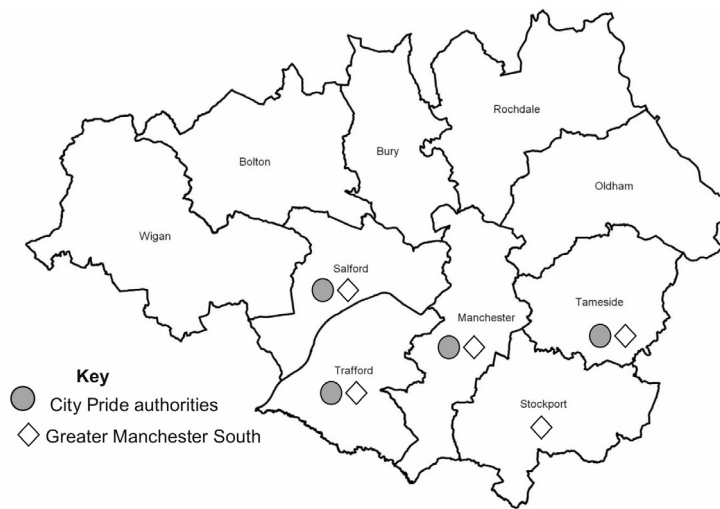 Rochdale
Bury
Bolton
Oldham
Wigan
Salford
Tameside
Manchester
Trafford
Stockport
Key
City Pride authorities
Greater Manchester South